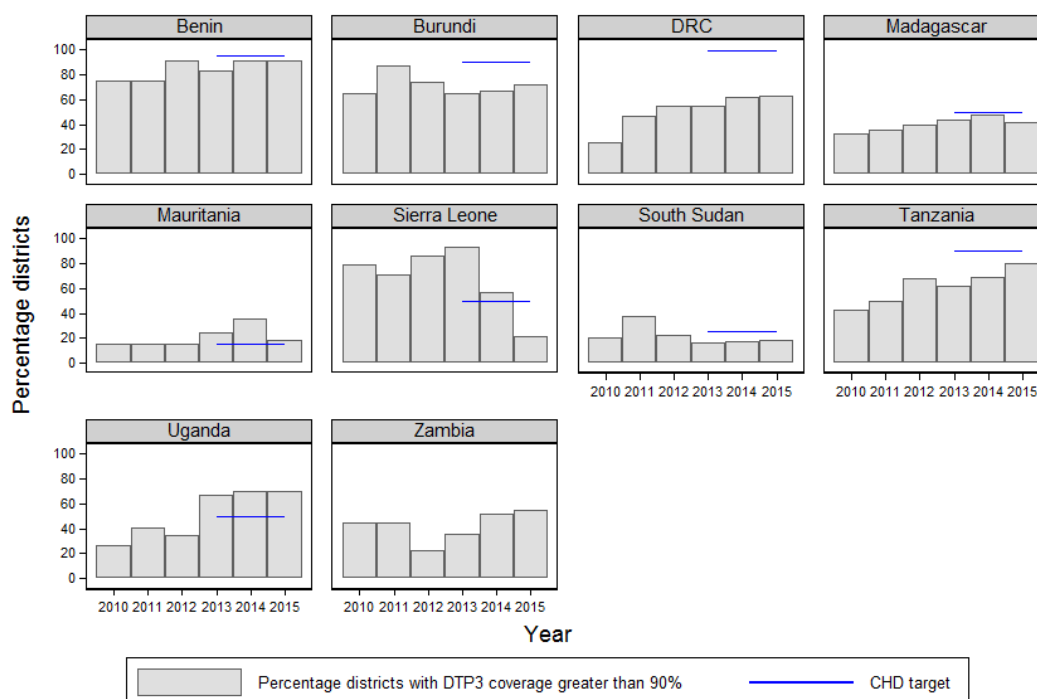 Benin Burundi DRC Madagascar
100
80
60
40
20
0
Mauritania Sierra Leone South Sudan Tanzania
100
80
60
40
20
0
2010 2011 2012 2013 2014 2015 2010 2011 2012 2013 2014 2015
Uganda Zambia
100
80
60
40
20
0
2010 2011 2012 2013 2014 2015 2010 2011 2012 2013 2014 2015
Percentage districts
Year
Percentage districts with DTP3 coverage greater than 90% CHD target